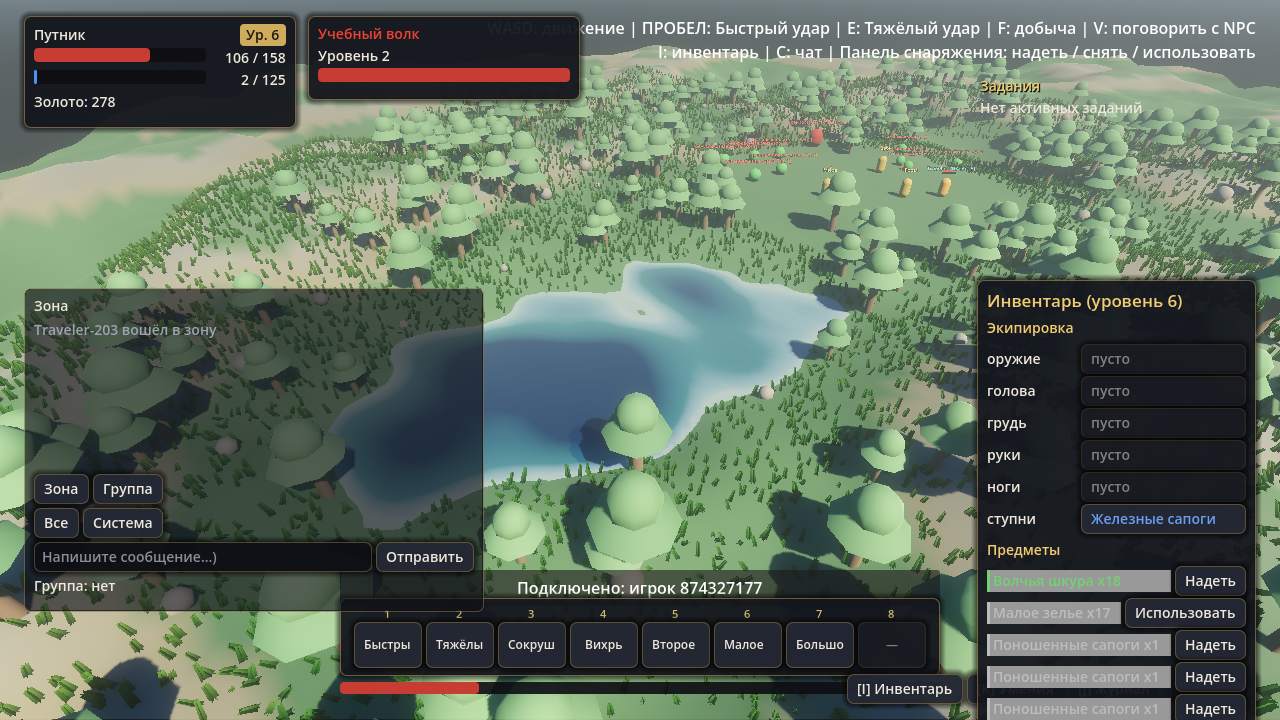 Путник
Ур. 6
106 / 158
2 / 125
Золото: 278
Учебный волк
Уровень 2
WASD: движение | ПРОБЕЛ: Быстрый удар | E: Тяжёлый удар | F: добыча | V: поговорить с NPC
I: инвентарь | C: чат | Панель снаряжения: надеть / снять / использовать
Задания
Нет активных заданий
Зона
Traveler-203 вошёл в зону
Зона
Группа
Все
Система
Напишите сообщение...)
Отправить
Группа: нет
Подключено: игрок 874327177
1 2 3 4 5 6 7 8
Быстры Тяжёлы Сокруш Вихрь Второе Малое Большо —
[I] Инвентарь
Инвентарь (уровень 6)
Экипировка
оружие пусто
голова пусто
грудь пусто
руки пусто
ноги пусто
ступни Железные сапоги
Предметы
Волчья шкура x18 Надеть
Малое зелье x17 Использовать
Поношенные сапоги x1 Надеть
Поношенные сапоги x1 Надеть
Поношенные сапоги x1 Надеть